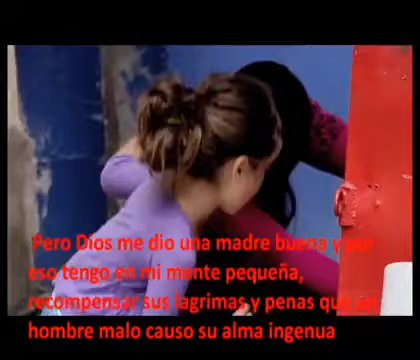 Pero Dios me dio una madre buena y por
eso tengo en mi mente pequeña,
recompensar sus lagrimas y penas que un
hombre malo causo su alma ingenua